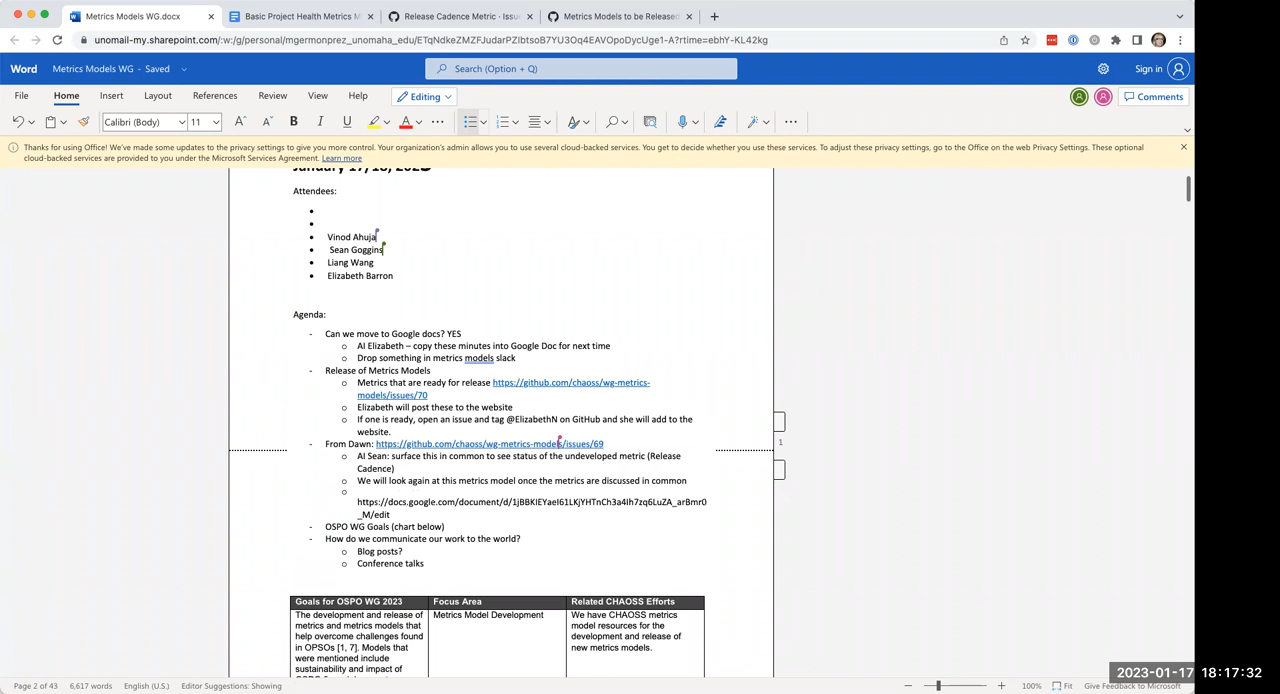 Metrics Models WG.docx
Basic Project Health Metrics M
Release Cadence Metric · Issue
Metrics Models to be Released
unomail-my.sharepoint.com/:w:/g/personal/mgermonprez_unomaha_edu/ETqNdkeZMZFJudarPZIbtsoB7YU3Oq4EAVOpoDycUge1-A?rtime=ebhY-KL42kg
Word
Metrics Models WG - Saved
Search (Option + Q)
Sign in
File
Home
Insert
Layout
References
Review
View
Help
Editing
Comments
Calibri (Body)
11
Thanks for using Office! We've made some updates to the privacy settings to give you more control. Your organization's admin allows you to use several cloud-backed services. You get to decide whether you use these services. To adjust these privacy settings, go to the Office on the web Privacy Settings. These optional
cloud-backed services are provided to you under the Microsoft Services Agreement. Learn more
January 17/18, 2023
Attendees:
Vinod Ahuja
Sean Goggins
Liang Wang
Elizabeth Barron
Agenda:
- Can we move to Google docs? YES
o AI Elizabeth – copy these minutes into Google Doc for next time
o Drop something in metrics models slack
- Release of Metrics Models
o Metrics that are ready for release https://github.com/chaoss/wg-metrics-
models/issues/70
o Elizabeth will post these to the website
o If one is ready, open an issue and tag @ElizabethN on GitHub and she will add to the
website.
- From Dawn: https://github.com/chaoss/wg-metrics-models/issues/69
1
o AI Sean: surface this in common to see status of the undeveloped metric (Release
Cadence)
o We will look again at this metrics model once the metrics are discussed in common
o
https://docs.google.com/document/d/1jBBKIEYaeI61LKjYHTnCh3a4Ih7zq6LuZA_arBmr0
_M/edit
- OSPO WG Goals (chart below)
- How do we communicate our work to the world?
o Blog posts?
o Conference talks
Goals for OSPO WG 2023
Focus Area
Related CHAOSS Efforts
The development and release of
metrics and metrics models that
help overcome challenges found
in OPSOs [1, 7]. Models that
were mentioned include
sustainability and impact of
Metrics Model Development
We have CHAOSS metrics
model resources for the
development and release of
new metrics models.
2023-01-17 18:17:32
Page 2 of 43
6,617 words
English (U.S.)
Editor Suggestions: Showing
100%
Fit
Give Feedback to Microsoft